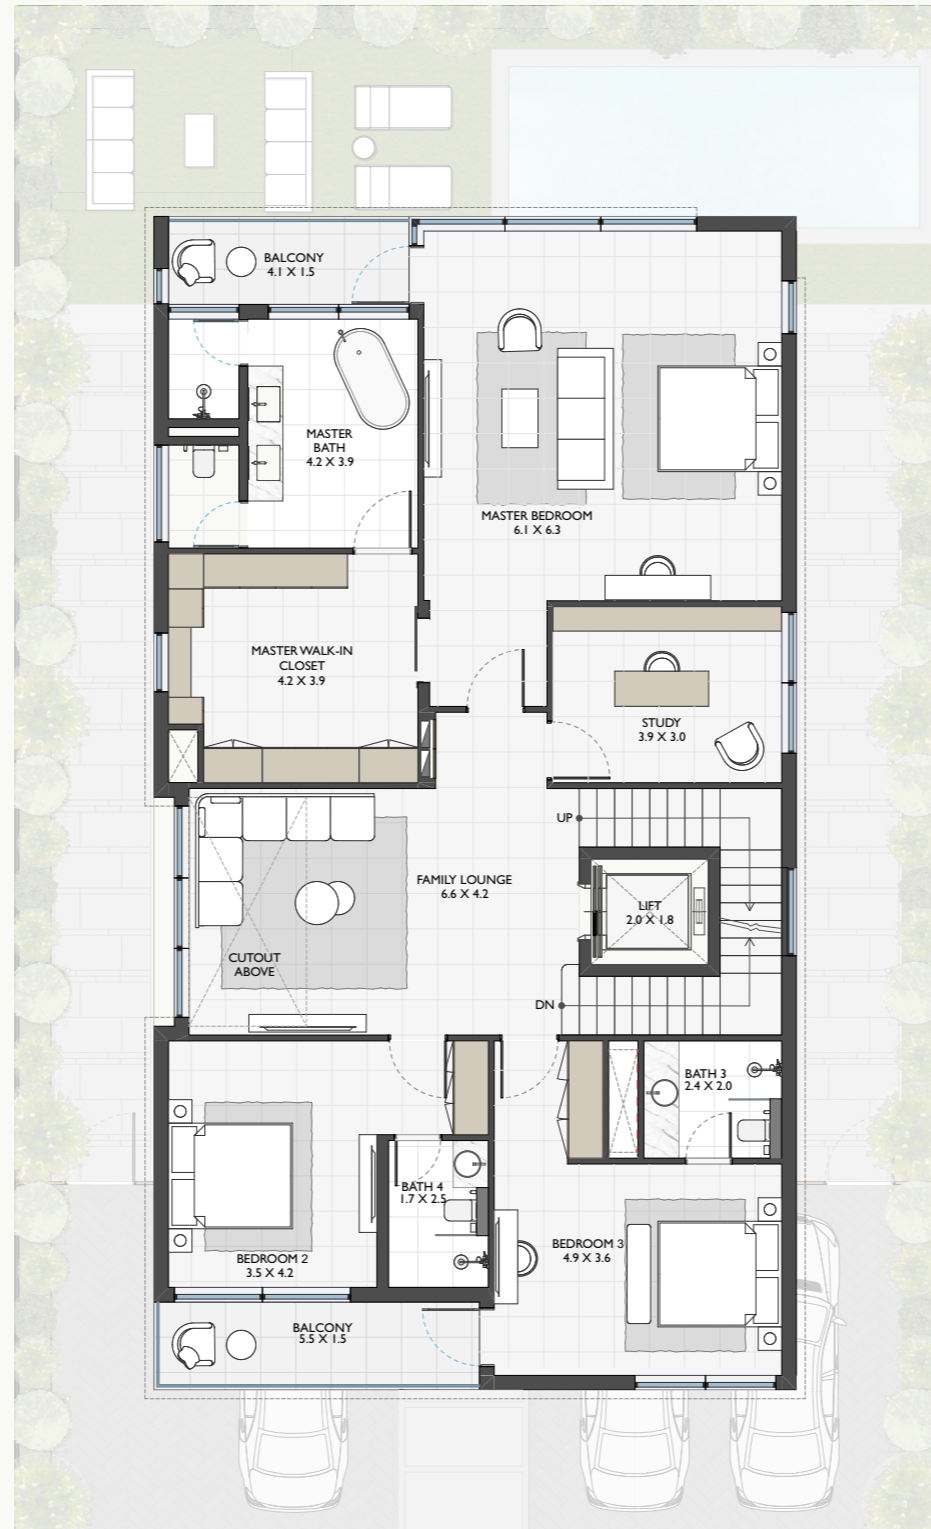 BALCONY
4.1 X 1.5
MASTER
BATH
4.2 X 3.9
MASTER BEDROOM
6.1 X 6.3
MASTER WALK-IN
CLOSET
4.2 X 3.9
STUDY
3.9 X 3.0
UP
FAMILY LOUNGE
6.6 X 4.2
LIFT
2.0 X 1.8
CUTOUT
ABOVE
DN
BATH 3
2.4 X 2.0
BATH 4
1.7 X 2.5
BEDROOM 2
3.5 X 4.2
BEDROOM 3
4.9 X 3.6
BALCONY
5.5 X 1.5